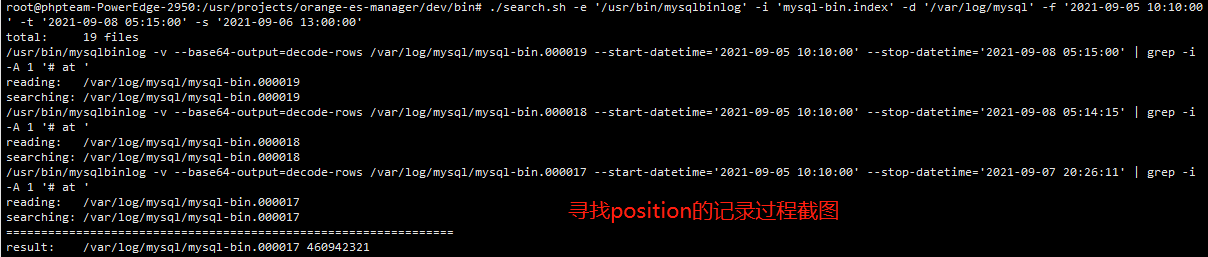 root@phpteam-PowerEdge-2950:/usr/projects/orange-es-manager/dev/bin# ./search.sh -e '/usr/bin/mysqlbinlog' -i 'mysql-bin.index' -d '/var/log/mysql' -f '2021-09-05 10:10:00
' -t '2021-09-08 05:15:00' -s '2021-09-06 13:00:00'
total:    19 files
/usr/bin/mysqlbinlog -v --base64-output=decode-rows /var/log/mysql/mysql-bin.000019 --start-datetime='2021-09-05 10:10:00' --stop-datetime='2021-09-08 05:15:00' | grep -i
-A 1 '# at '
reading:   /var/log/mysql/mysql-bin.000019
searching: /var/log/mysql/mysql-bin.000019
/usr/bin/mysqlbinlog -v --base64-output=decode-rows /var/log/mysql/mysql-bin.000018 --start-datetime='2021-09-05 10:10:00' --stop-datetime='2021-09-08 05:14:15' | grep -i
-A 1 '# at '
reading:   /var/log/mysql/mysql-bin.000018
searching: /var/log/mysql/mysql-bin.000018
/usr/bin/mysqlbinlog -v --base64-output=decode-rows /var/log/mysql/mysql-bin.000017 --start-datetime='2021-09-05 10:10:00' --stop-datetime='2021-09-07 20:26:11' | grep -i
-A 1 '# at '
reading:   /var/log/mysql/mysql-bin.000017
searching: /var/log/mysql/mysql-bin.000017
寻找position的记录过程截图
================================================================
result:    /var/log/mysql/mysql-bin.000017 460942321